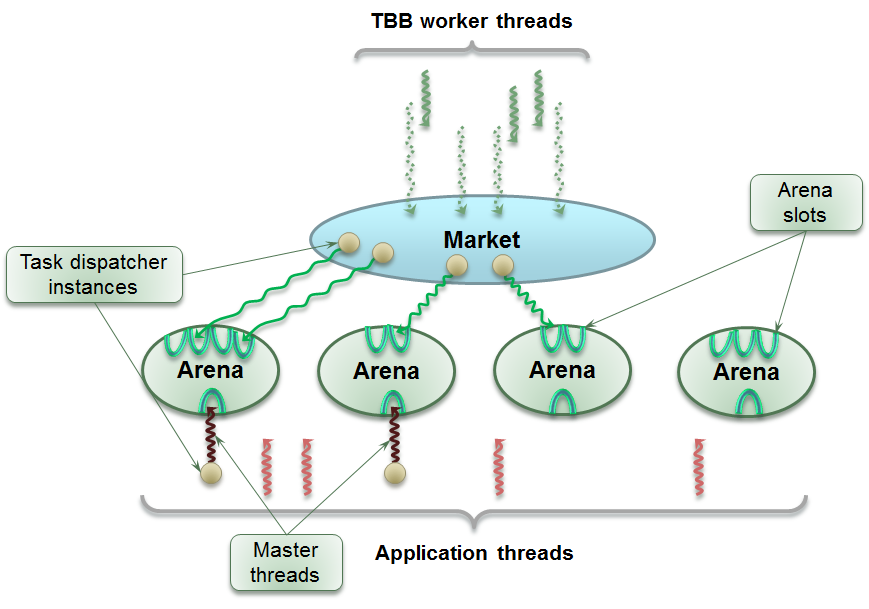 TBB worker threads
Arena
slots
Market
Task dispatcher
instances
Arena
Arena
Arena
Arena
Master
threads
Application threads